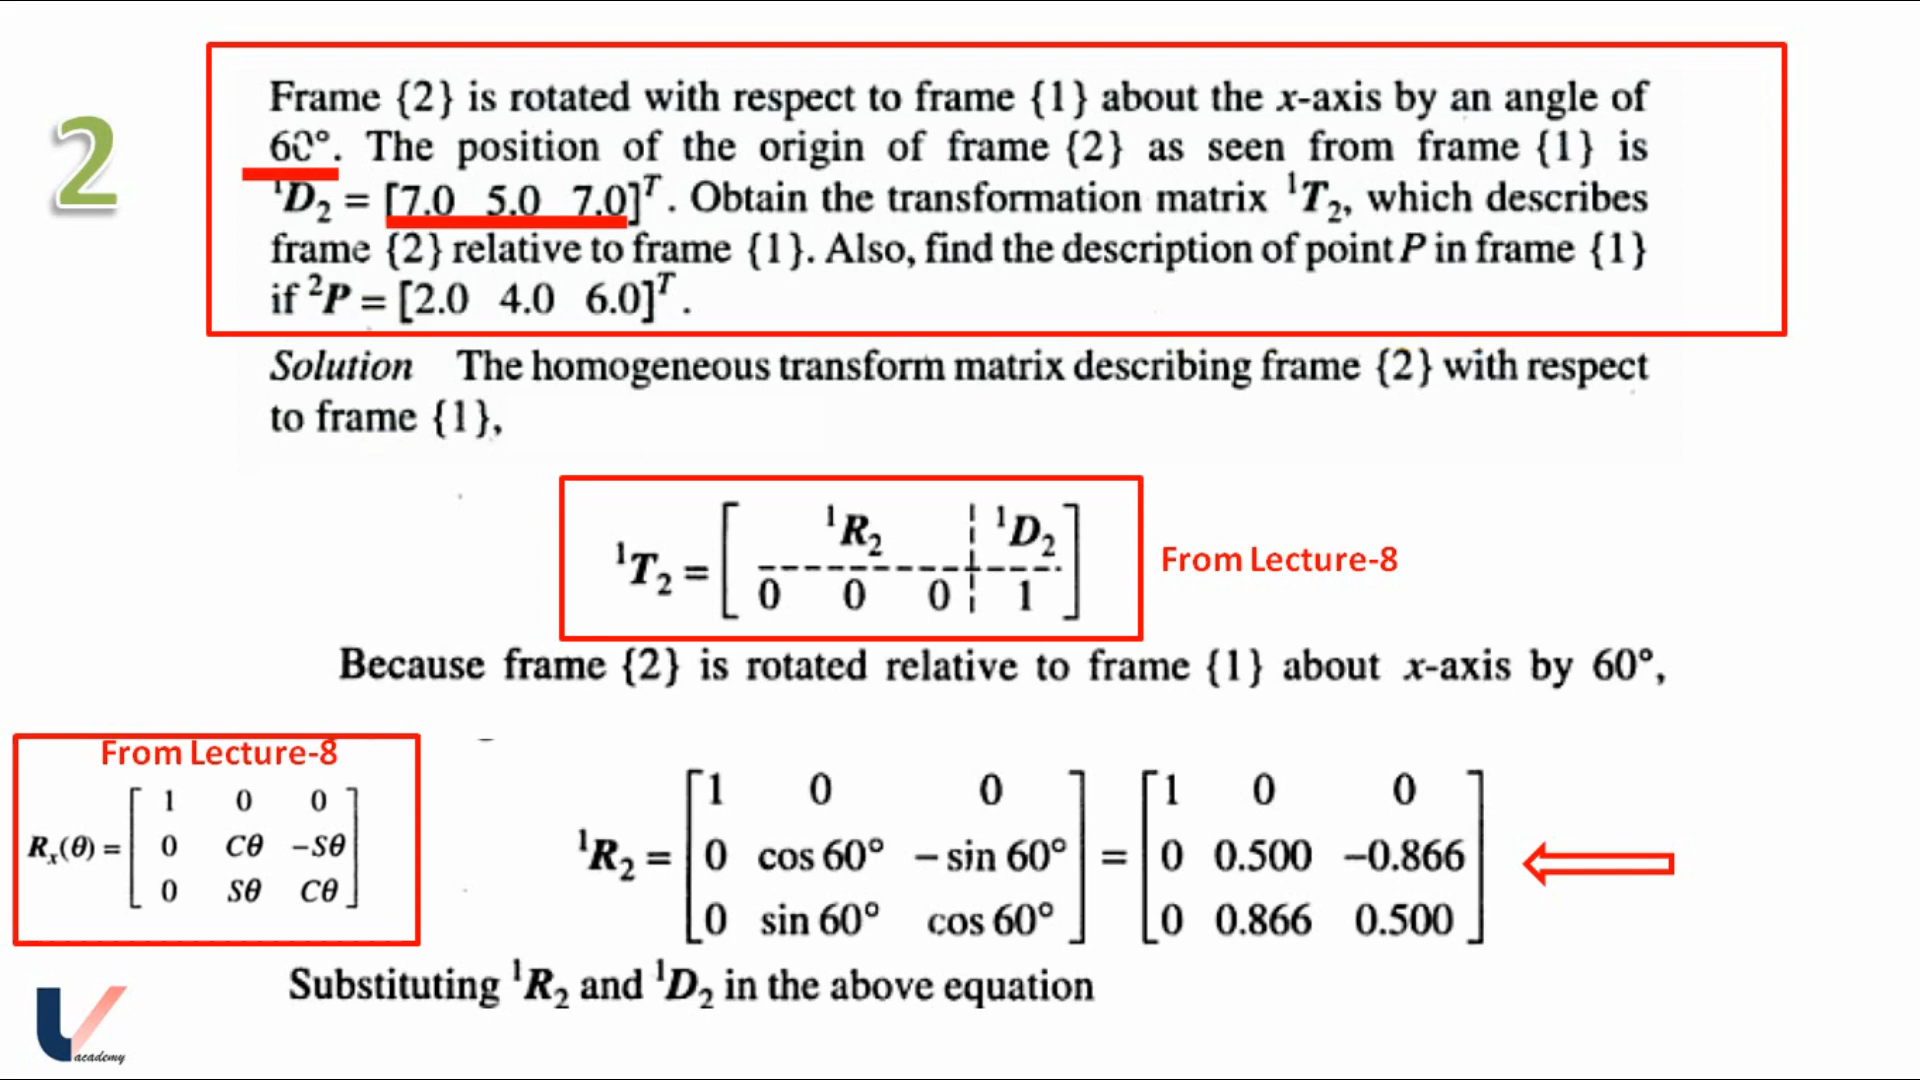 2
Frame {2} is rotated with respect to frame {1} about the x-axis by an angle of
60°. The position of the origin of frame {2} as seen from frame {1} is
¹D₂ = [7.0 5.0 7.0]ᵀ. Obtain the transformation matrix ¹T₂, which describes
frame {2} relative to frame {1}. Also, find the description of point P in frame {1}
if ²P = [2.0 4.0 6.0]ᵀ.
Solution The homogeneous transform matrix describing frame {2} with respect
to frame {1},
¹R₂ ¹D₂
¹T₂ =
0 0 0 1
From Lecture-8
Because frame {2} is rotated relative to frame {1} about x-axis by 60°,
From Lecture-8
1 0 0
Rₓ(θ) = 0 Cθ −Sθ
0 Sθ Cθ
1 0 0 1 0 0
¹R₂ = 0 cos 60° − sin 60° = 0 0.500 −0.866
0 sin 60° cos 60° 0 0.866 0.500
Substituting ¹R₂ and ¹D₂ in the above equation
academy